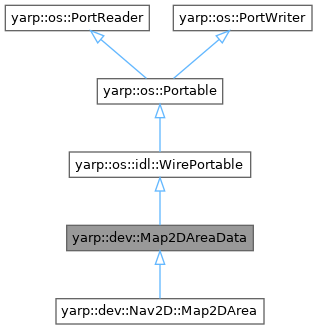 yarp::os::PortReader
yarp::os::PortWriter
yarp::os::Portable
yarp::os::idl::WirePortable
yarp::dev::Map2DAreaData
yarp::dev::Nav2D::Map2DArea